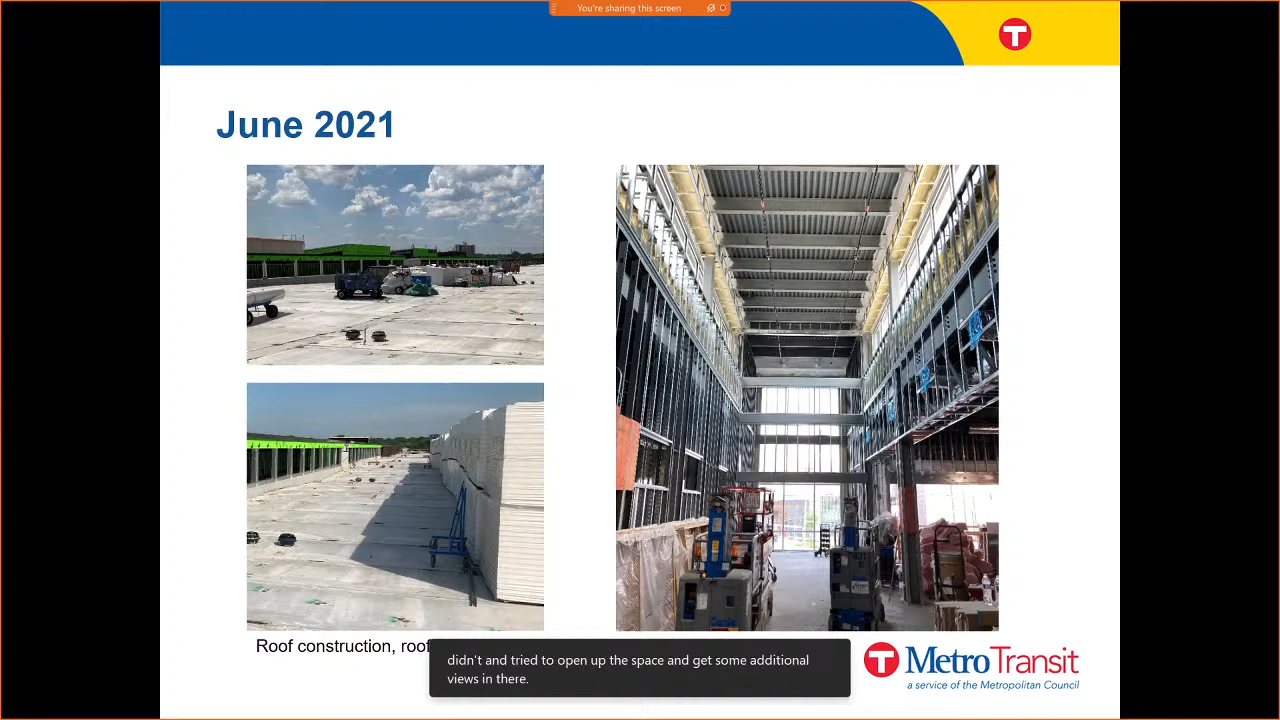 You're sharing this screen
T
June 2021
Genie
Roof construction, roof
didn't and tried to open up the space and get some additional
views in there.
T MetroTransit
a service of the Metropolitan Council